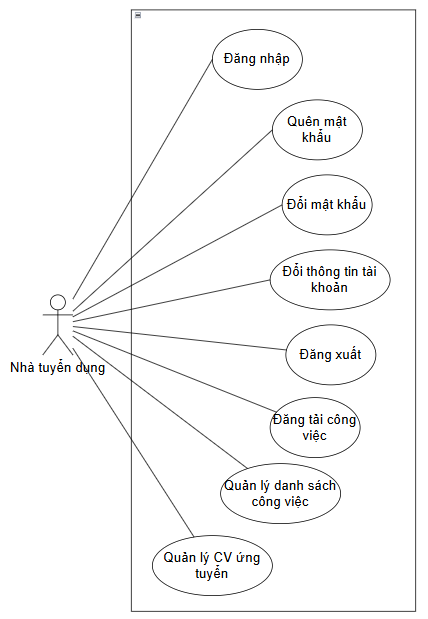 Đăng nhập
Quên mật
khẩu
Đổi mật khẩu
Đổi thông tin tài
khoản
Đăng xuất
Nhà tuyển dụng
Đăng tải công
việc
Quản lý danh sách
công việc
Quản lý CV ứng
tuyển